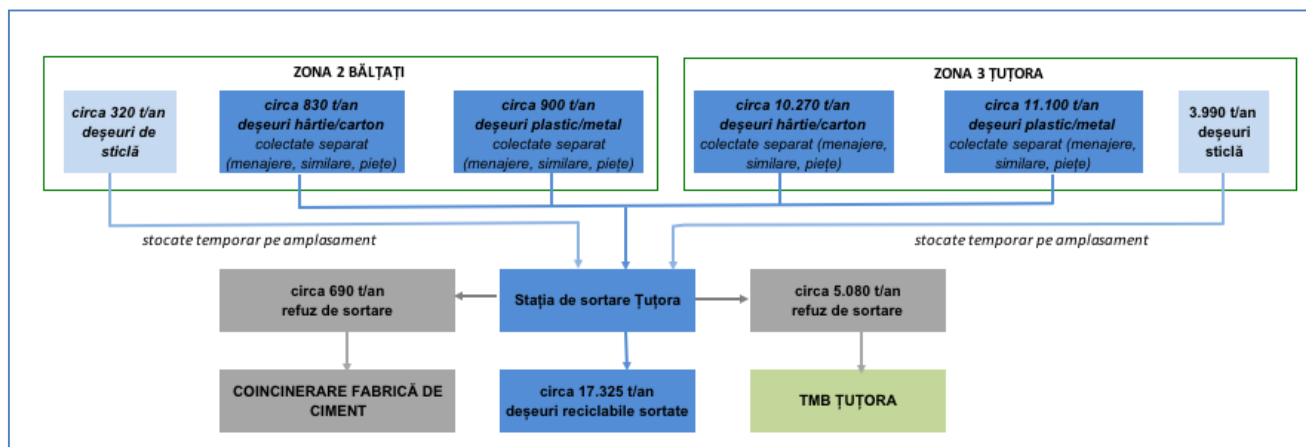 ZONA 2 BĂLȚAȚI
circa 320 t/an
deșeuri de
sticlă
circa 830 t/an
deșeuri hârtie/carton
colectate separat
(menajere, similare, piețe)
circa 900 t/an
deșeuri plastic/metal
colectate separat
(menajere, similare, piețe)
ZONA 3 ȚUȚORA
circa 10.270 t/an
deșeuri hârtie/carton
colectate separat (menajere,
similare, piețe)
circa 11.100 t/an
deșeuri plastic/metal
colectate separat (menajere,
similare, piețe)
3.990 t/an
deșeuri
sticlă
stocate temporar pe amplasament
stocate temporar pe amplasament
circa 690 t/an
refuz de sortare
Stația de sortare Țuțora
circa 5.080 t/an
refuz de sortare
COINCINERARE FABRICĂ DE
CIMENT
circa 17.325 t/an
deșeuri reciclabile sortate
TMB ȚUȚORA